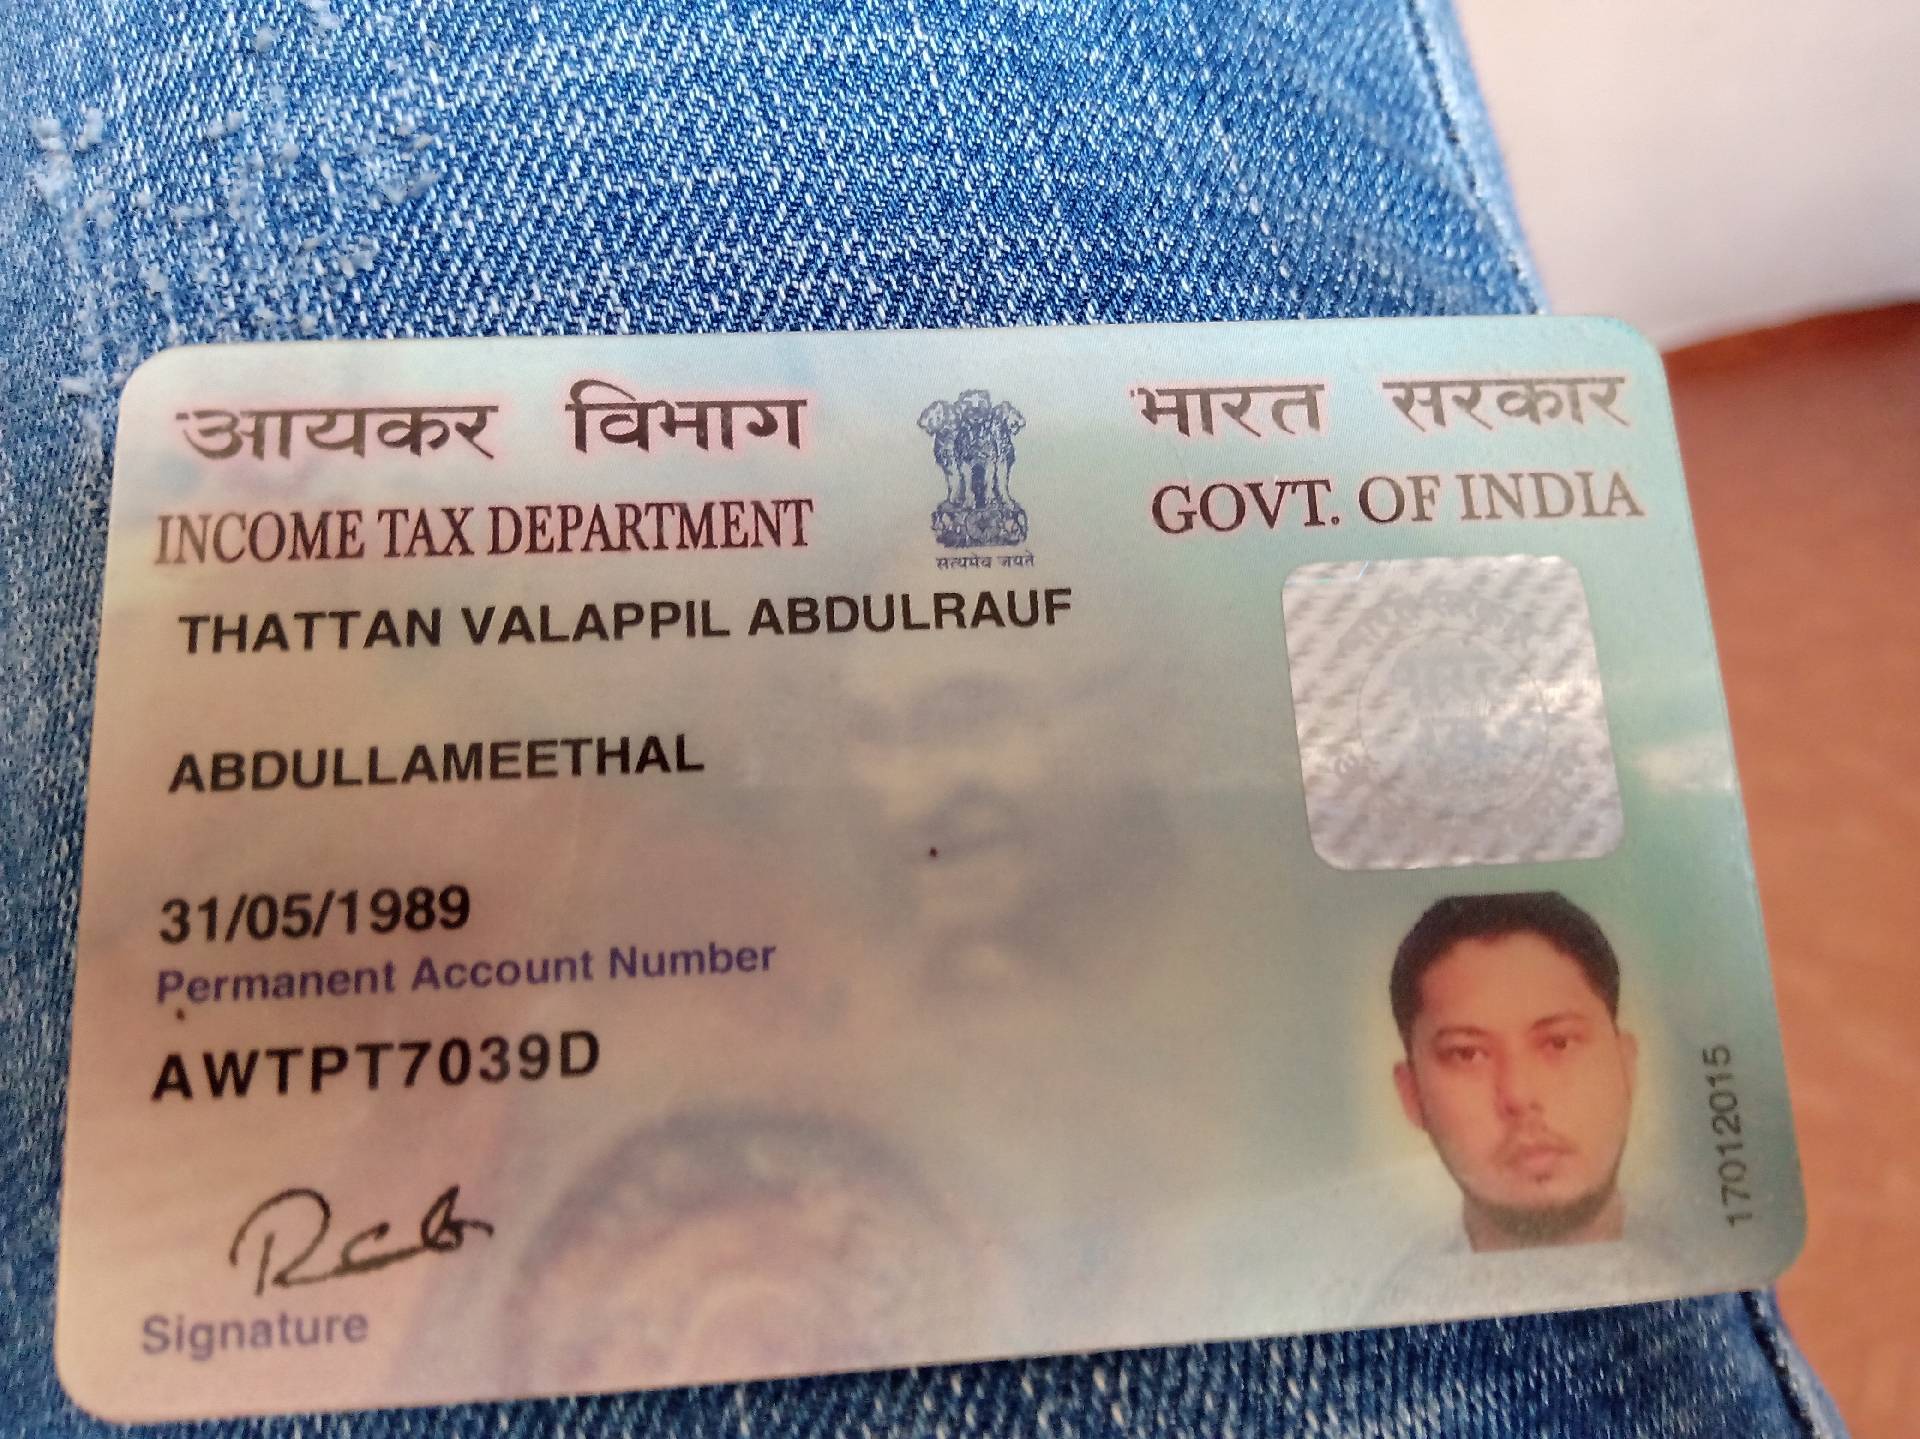 आयकर विभाग
INCOME TAX DEPARTMENT
सत्यमेव जयते
भारत सरकार
GOVT. OF INDIA
THATTAN VALAPPIL ABDULRAUF
ABDULLAMEETHAL
31/05/1989
Permanent Account Number
AWTPT7039D
Signature
17012015